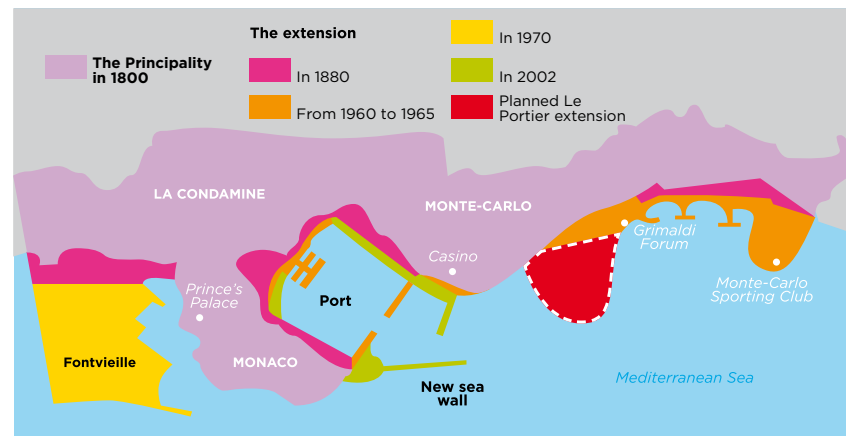 The extension
The Principality
in 1800
In 1880
From 1960 to 1965
In 1970
In 2002
Planned Le
Portier extension
LA CONDAMINE
MONTE-CARLO
Grimaldi
Forum
Casino
Prince's
Palace
Port
Monte-Carlo
Sporting Club
Fontvieille
MONACO
New sea
wall
Mediterranean Sea